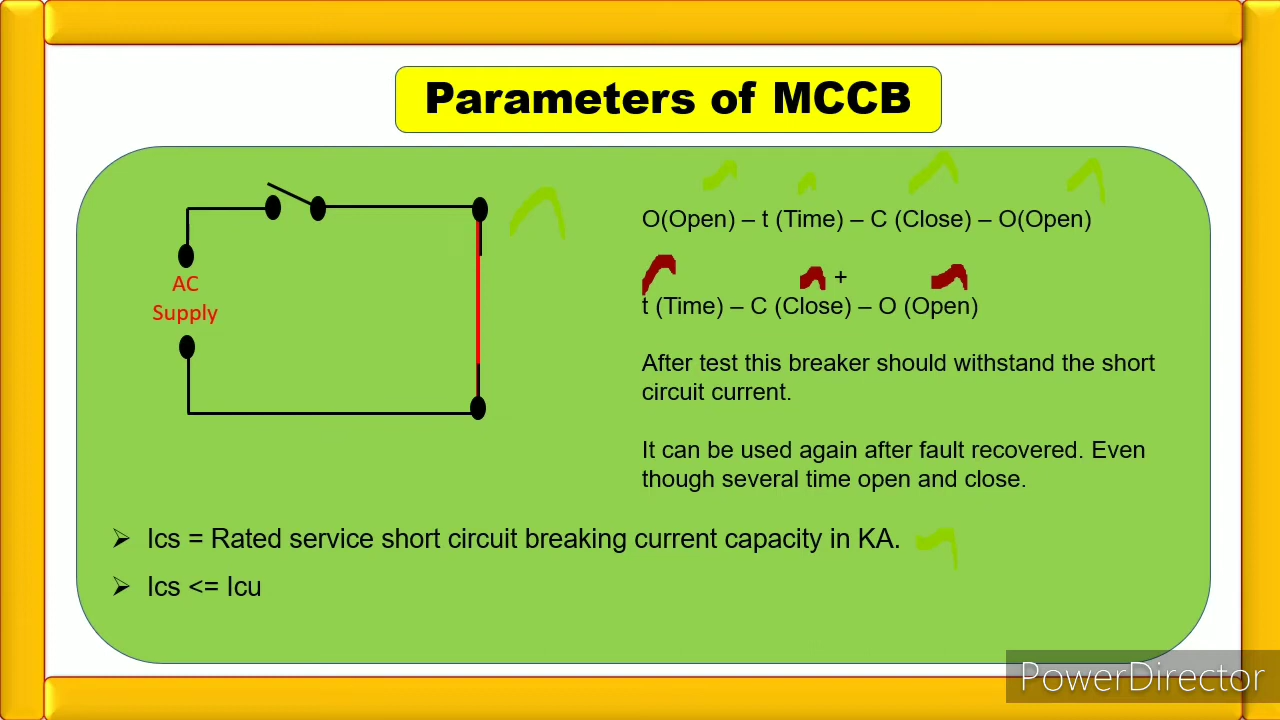 Parameters of MCCB
AC
Supply
O(Open) – t (Time) – C (Close) – O(Open)
+
t (Time) – C (Close) – O (Open)
After test this breaker should withstand the short
circuit current.
It can be used again after fault recovered. Even
though several time open and close.
➢ Ics = Rated service short circuit breaking current capacity in KA.
➢ Ics <= Icu
PowerDirector